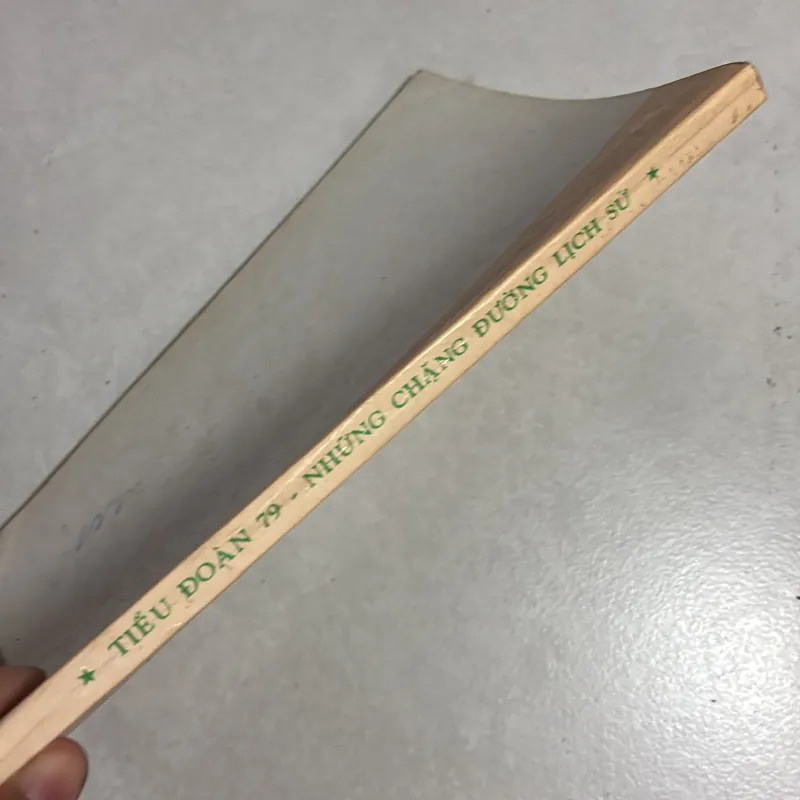 ★ TIỂU ĐOÀN 79 - NHỮNG CHẶNG ĐƯỜNG LỊCH SỬ ★